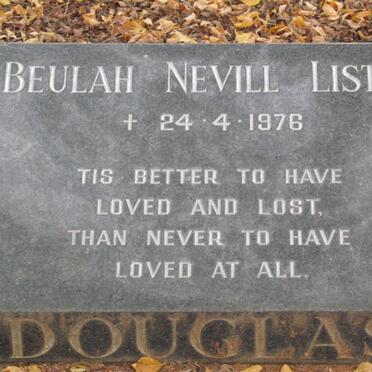 BEULAH NEVILL LIST
† 24·4·1976
TIS BETTER TO HAVE
LOVED AND LOST,
THAN NEVER TO HAVE
LOVED AT ALL.
DOUGLAS